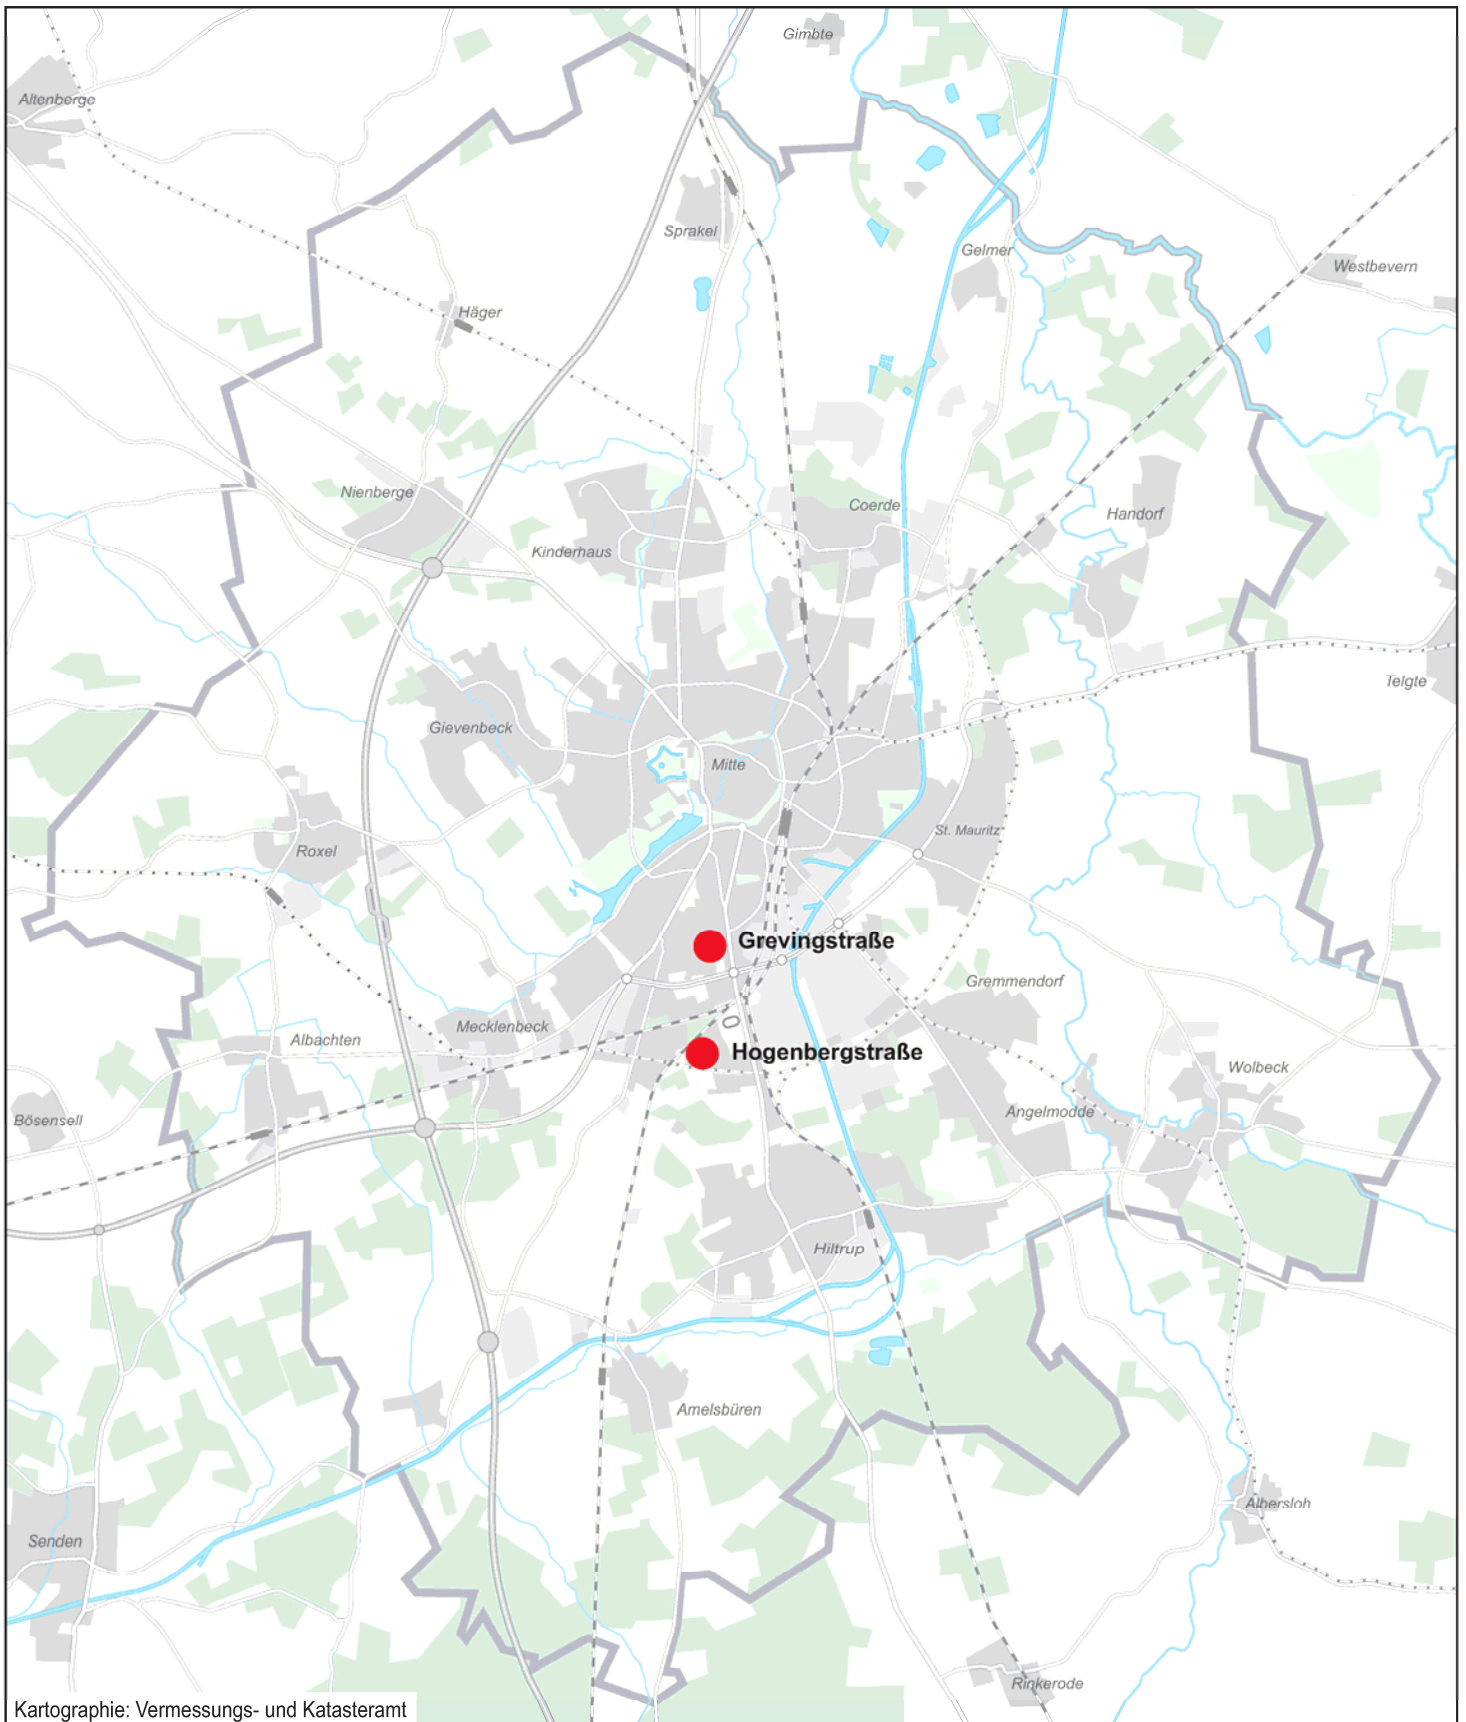 Gimbte
Altenberge
Sprakel
Gelmer
Westbevern
Häger
Nienberge
Coerde
Handorf
Kinderhaus
Telgte
Gievenbeck
Mitte
St. Mauritz
Roxel
Grevingstraße
Gremmendorf
Mecklenbeck
Albachten
Hogenbergstraße
Wolbeck
Angelmodde
Bösensell
Hiltrup
Amelsbüren
Albersloh
Senden
Rinkerode
Kartographie: Vermessungs- und Katasteramt